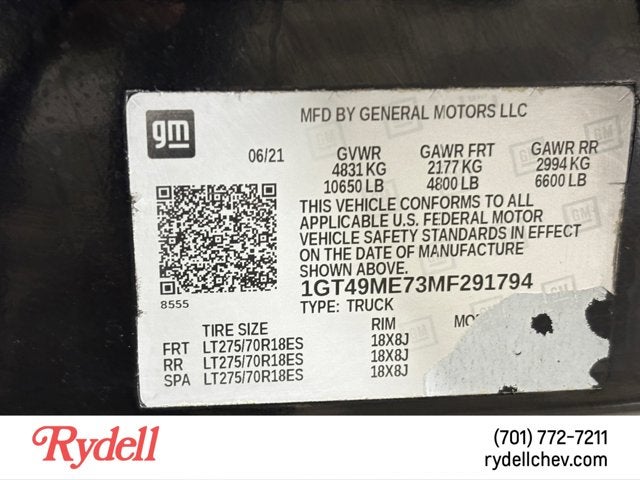 gm
MFD BY GENERAL MOTORS LLC
06/21 GVWR GAWR FRT GAWR RR
4831 KG 2177 KG 2994 KG
10650 LB 4800 LB 6600 LB
THIS VEHICLE CONFORMS TO ALL
APPLICABLE U.S. FEDERAL MOTOR
VEHICLE SAFETY STANDARDS IN EFFECT
ON THE DATE OF MANUFACTURE
SHOWN ABOVE.
8555
1GT49ME73MF291794
TYPE: TRUCK
TIRE SIZE RIM
FRT LT275/70R18ES 18X8J
RR LT275/70R18ES 18X8J
SPA LT275/70R18ES 18X8J
Rydell
(701) 772-7211
rydellchev.com